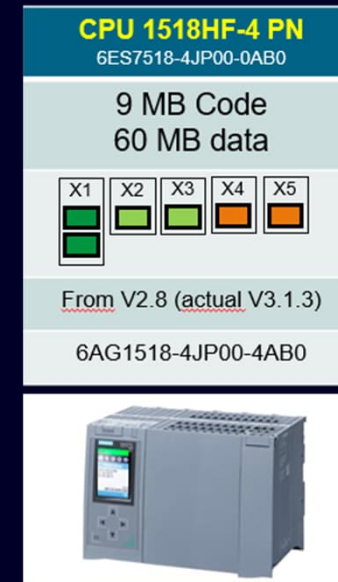 CPU 1518HF-4 PN
6ES7518-4JP00-0AB0
9 MB Code
60 MB data
X1 X2 X3 X4 X5
From V2.8 (actual V3.1.3)
6AG1518-4JP00-4AB0